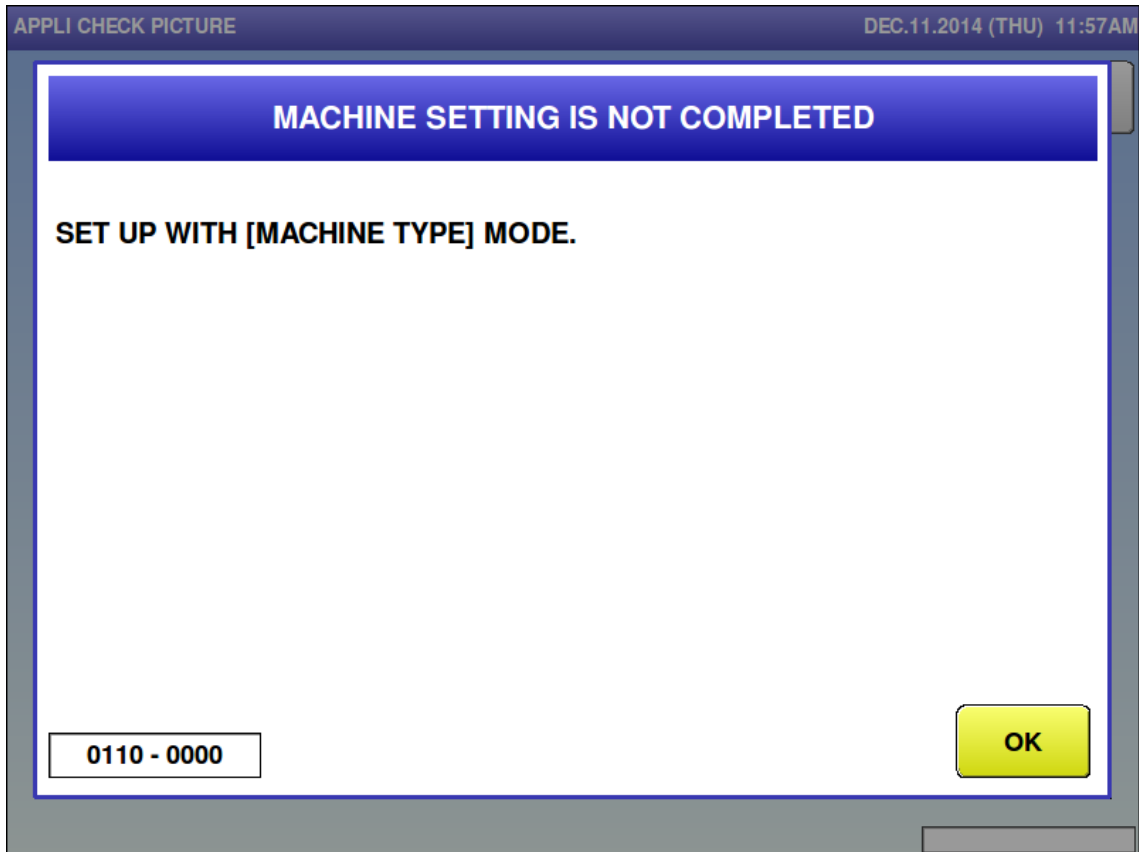 APPLI CHECK PICTURE DEC.11.2014 (THU) 11:57AM
MACHINE SETTING IS NOT COMPLETED
SET UP WITH [MACHINE TYPE] MODE.
0110 - 0000
OK